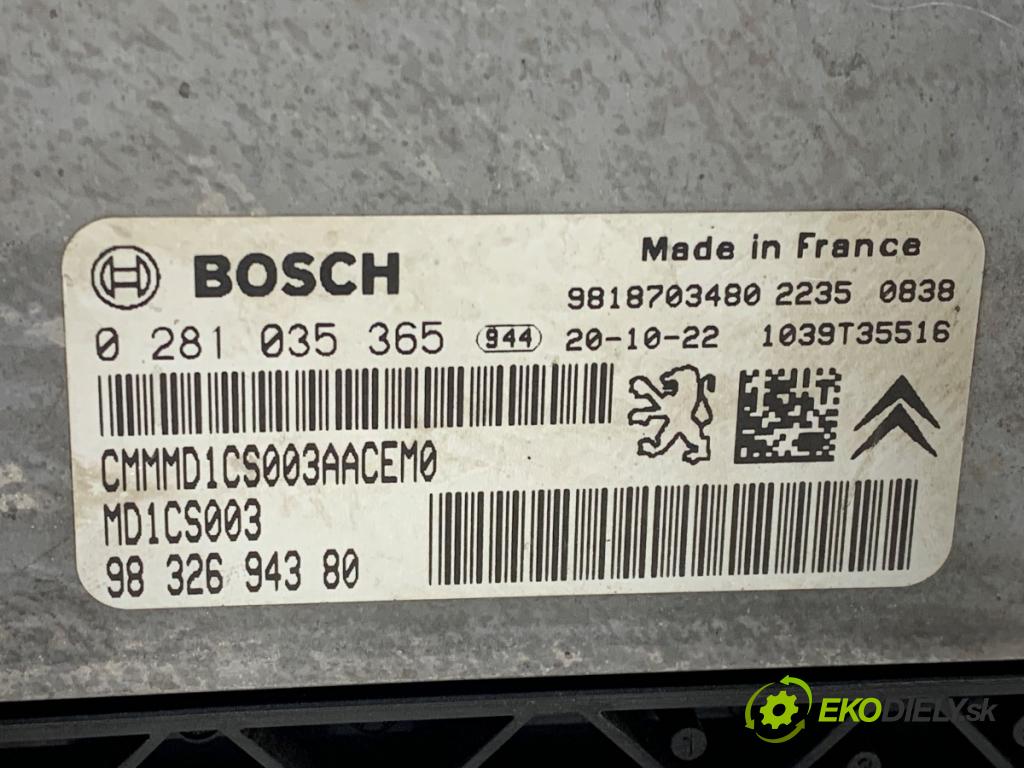 BOSCH
Made in France
9818703480 2235 0838
0 281 035 365 944 20-10-22 1039T35516
CMMMD1CS003AACEM0
MD1CS003
98 326 943 80
EKODIELY.sk